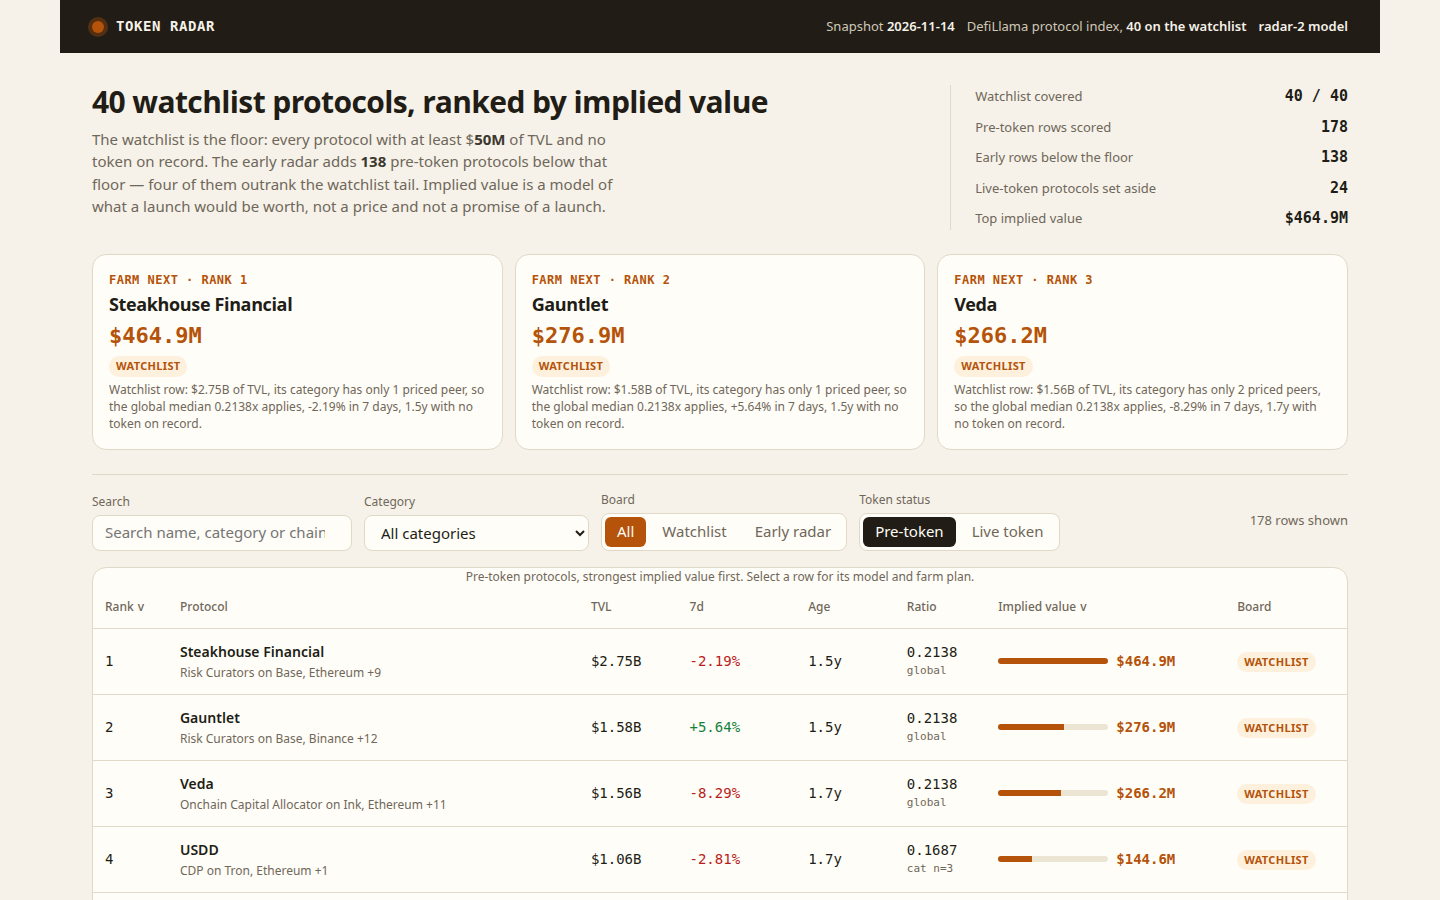 TOKEN RADAR
Snapshot 2026-11-14 DefiLlama protocol index, 40 on the watchlist radar-2 model
40 watchlist protocols, ranked by implied value
The watchlist is the floor: every protocol with at least $50M of TVL and no
token on record. The early radar adds 138 pre-token protocols below that
floor — four of them outrank the watchlist tail. Implied value is a model of
what a launch would be worth, not a price and not a promise of a launch.
Watchlist covered 40 / 40
Pre-token rows scored 178
Early rows below the floor 138
Live-token protocols set aside 24
Top implied value $464.9M
FARM NEXT · RANK 1
Steakhouse Financial
$464.9M
WATCHLIST
Watchlist row: $2.75B of TVL, its category has only 1 priced peer, so
the global median 0.2138x applies, -2.19% in 7 days, 1.5y with no
token on record.
FARM NEXT · RANK 2
Gauntlet
$276.9M
WATCHLIST
Watchlist row: $1.58B of TVL, its category has only 1 priced peer, so
the global median 0.2138x applies, +5.64% in 7 days, 1.5y with no
token on record.
FARM NEXT · RANK 3
Veda
$266.2M
WATCHLIST
Watchlist row: $1.56B of TVL, its category has only 2 priced peers,
so the global median 0.2138x applies, -8.29% in 7 days, 1.7y with
no token on record.
Search
Search name, category or chain
Category
All categories
Board
All Watchlist Early radar
Token status
Pre-token Live token
178 rows shown
Pre-token protocols, strongest implied value first. Select a row for its model and farm plan.
Rank v Protocol TVL 7d Age Ratio Implied value v Board
1 Steakhouse Financial $2.75B -2.19% 1.5y 0.2138 $464.9M WATCHLIST
Risk Curators on Base, Ethereum +9 global
2 Gauntlet $1.58B +5.64% 1.5y 0.2138 $276.9M WATCHLIST
Risk Curators on Base, Binance +12 global
3 Veda $1.56B -8.29% 1.7y 0.2138 $266.2M WATCHLIST
Onchain Capital Allocator on Ink, Ethereum +11 global
4 USDD $1.06B -2.81% 1.7y 0.1687 $144.6M WATCHLIST
CDP on Tron, Ethereum +1 cat n=3